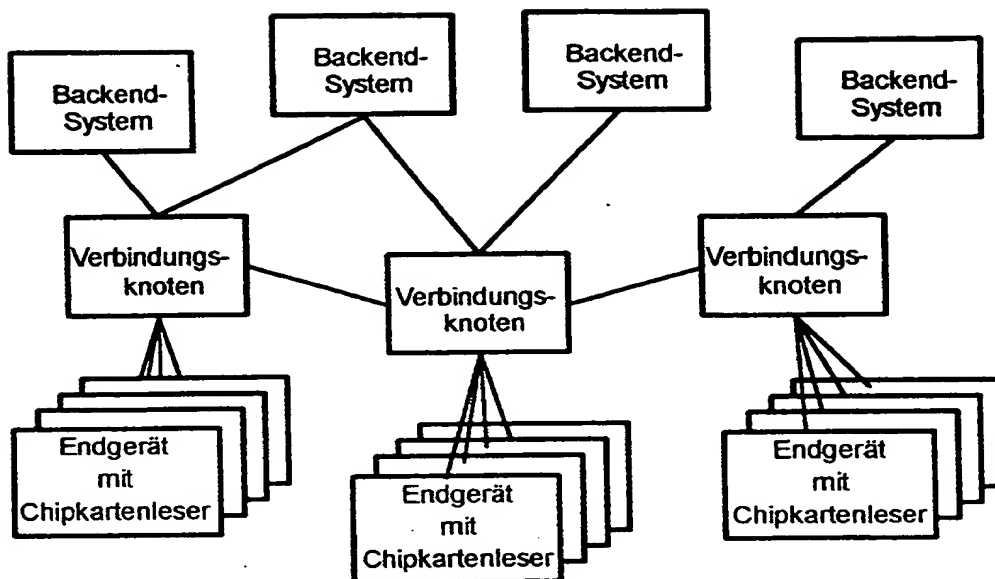 Backend-
System
Backend-
System
Backend-
System
Backend-
System
Verbindungs-
knoten
Verbindungs-
knoten
Verbindungs-
knoten
Endgerät
mit
Chipkartenleser
Endgerät
mit
Chipkartenleser
Endgerät
mit
Chipkartenleser